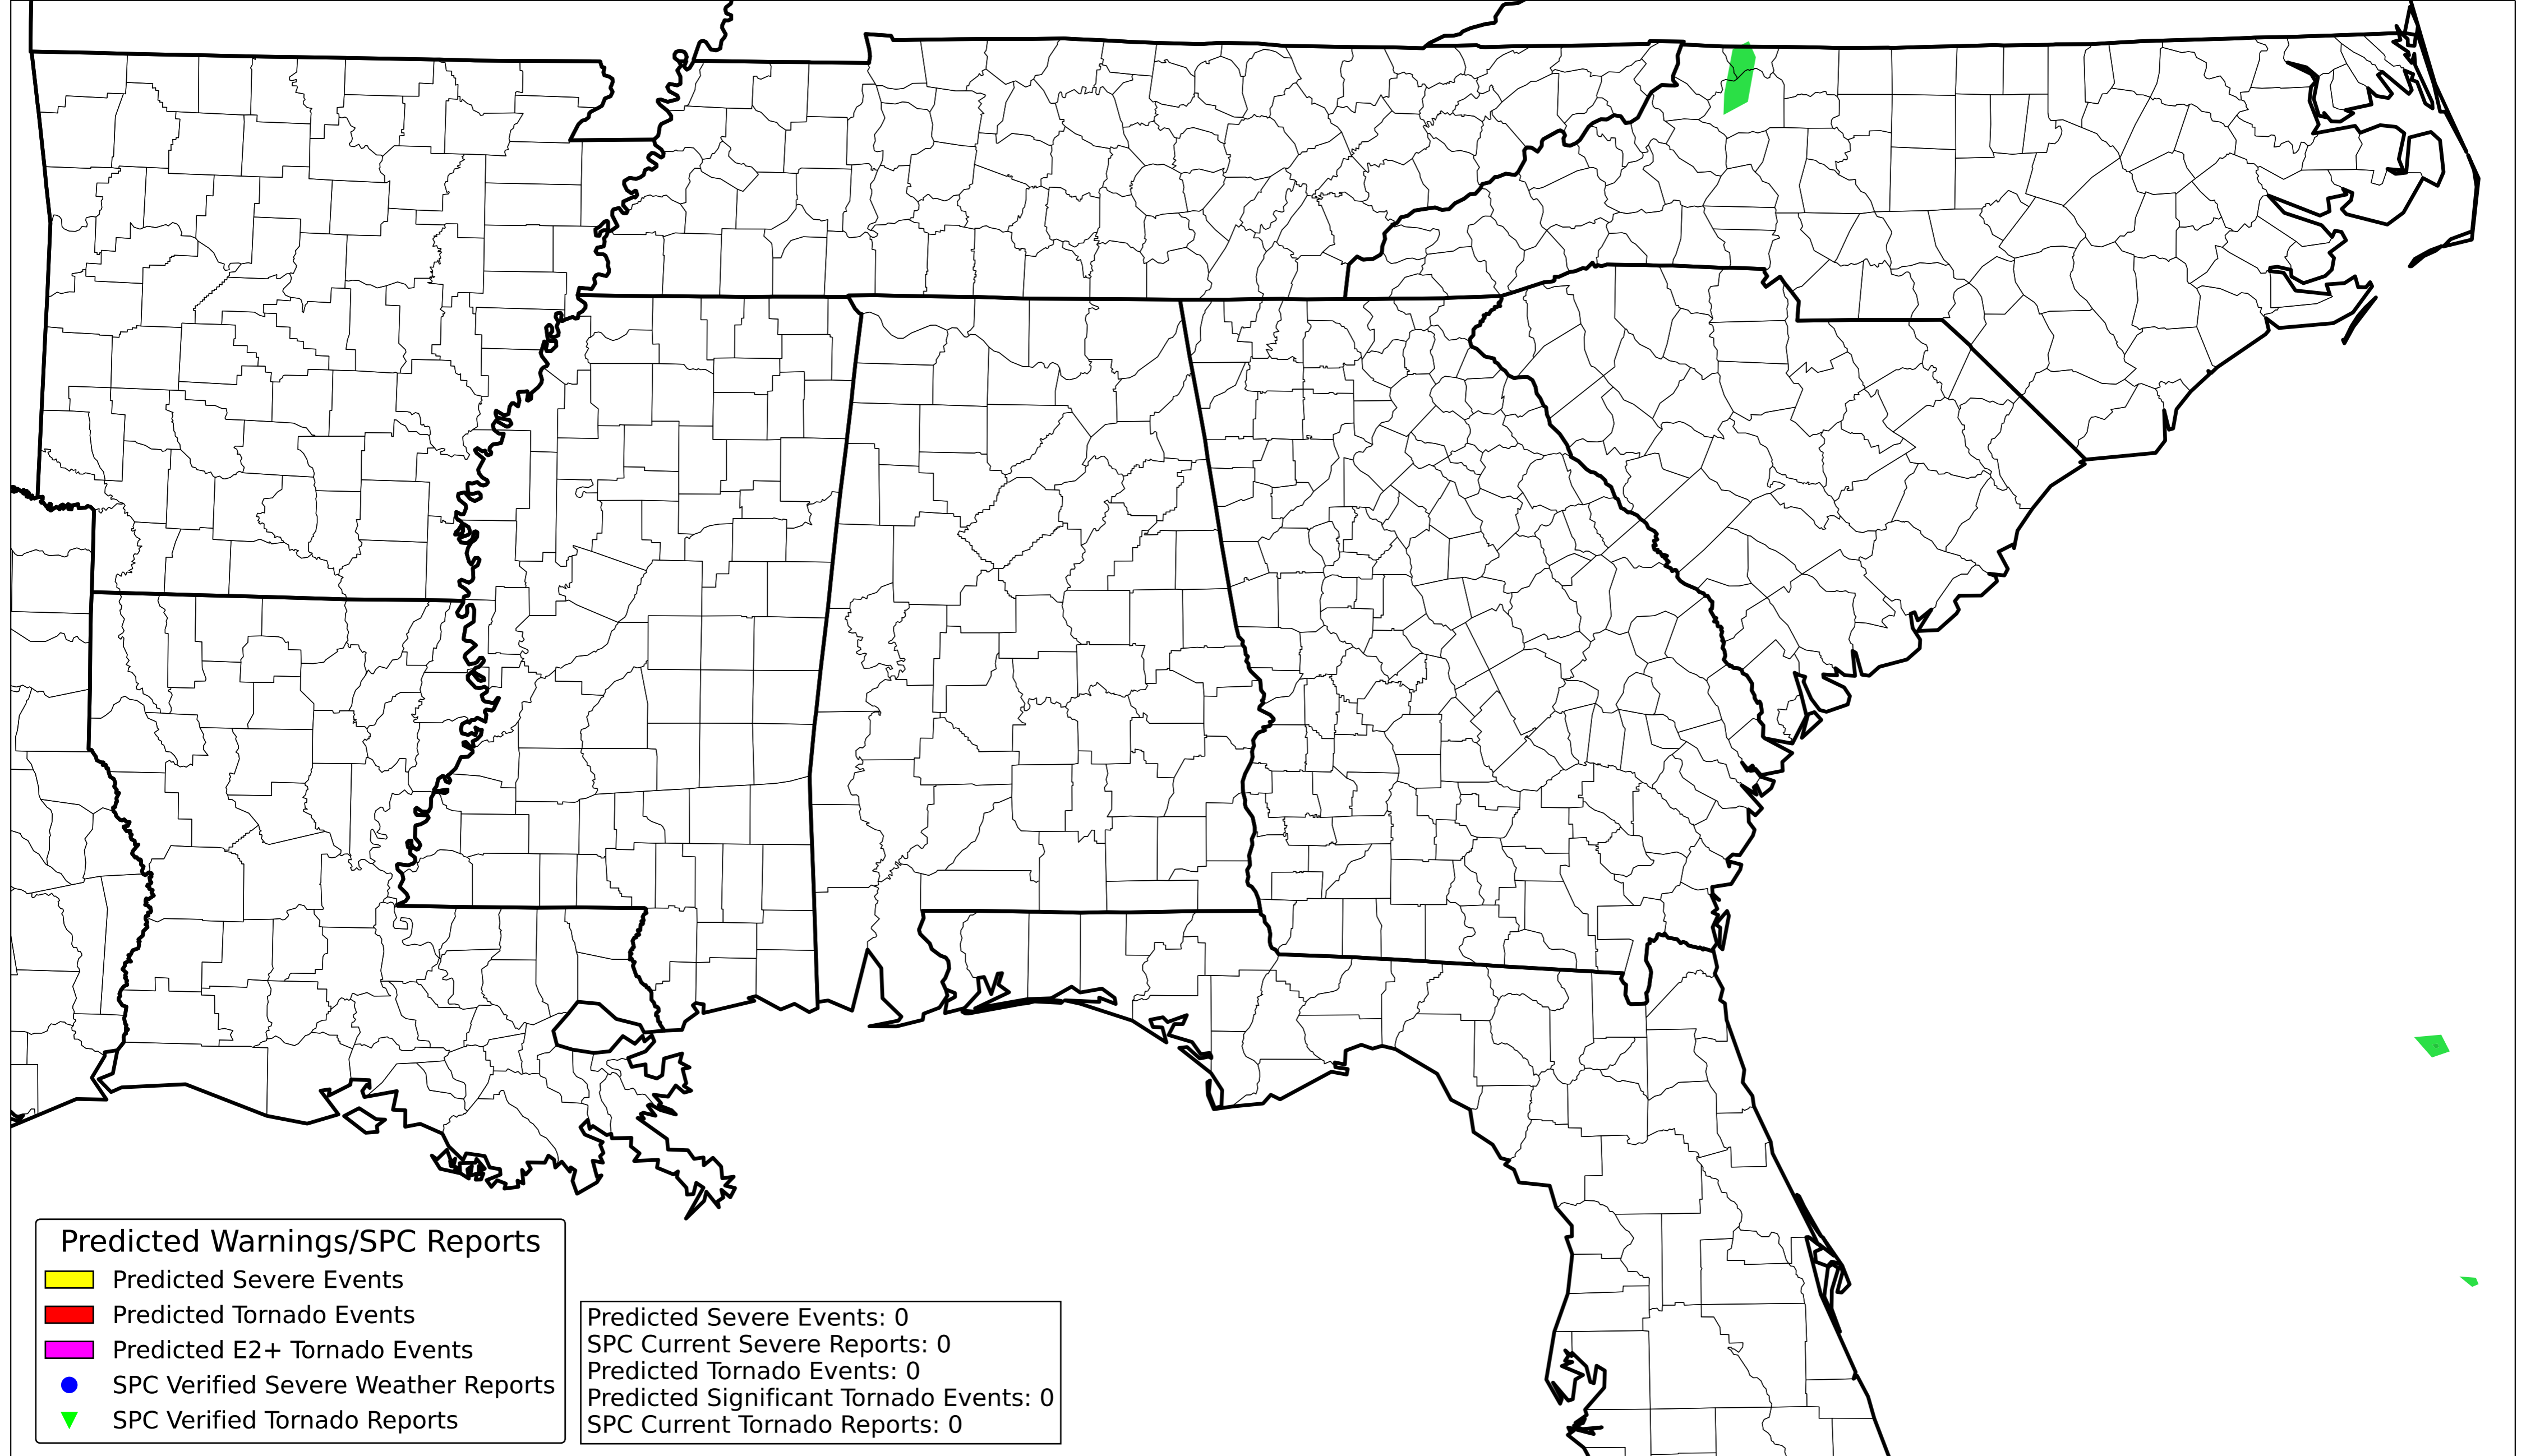 Predicted Warnings/SPC Reports
Predicted Severe Events
Predicted Tornado Events
Predicted E2+ Tornado Events
SPC Verified Severe Weather Reports
SPC Verified Tornado Reports
Predicted Severe Events: 0
SPC Current Severe Reports: 0
Predicted Tornado Events: 0
Predicted Significant Tornado Events: 0
SPC Current Tornado Reports: 0